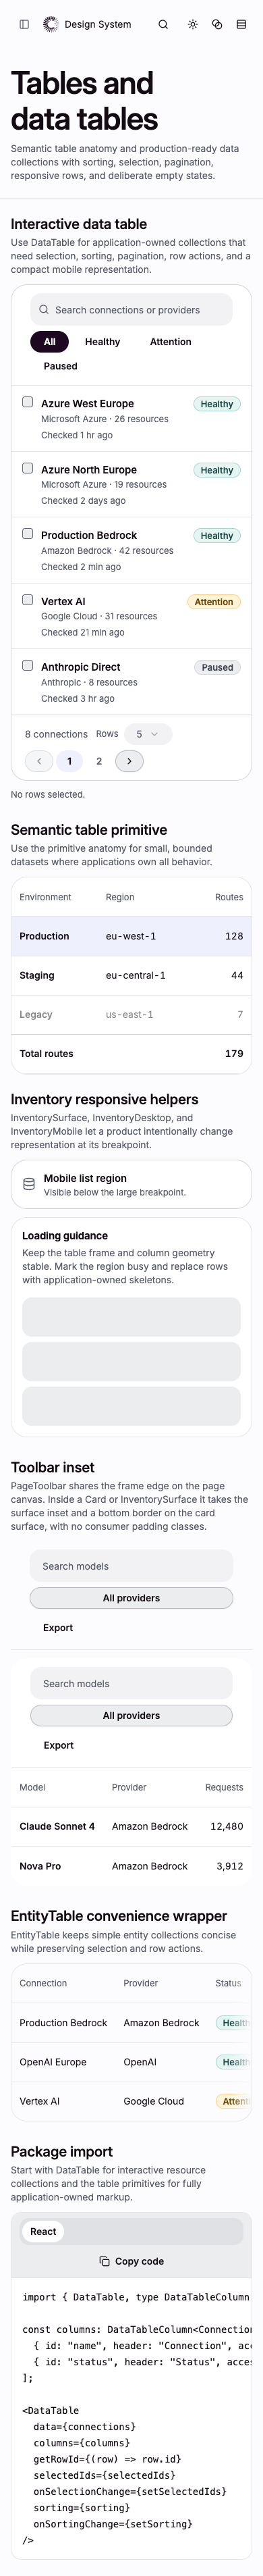 Design System
Tables and
data tables
Semantic table anatomy and production-ready data
collections with sorting, selection, pagination,
responsive rows, and deliberate empty states.
Interactive data table
Use DataTable for application-owned collections that
need selection, sorting, pagination, row actions, and a
compact mobile representation.
Search connections or providers
All Healthy Attention
Paused
Azure West Europe Healthy
Microsoft Azure · 26 resources
Checked 1 hr ago
Azure North Europe Healthy
Microsoft Azure · 19 resources
Checked 2 days ago
Production Bedrock Healthy
Amazon Bedrock · 42 resources
Checked 2 min ago
Vertex AI Attention
Google Cloud · 31 resources
Checked 21 min ago
Anthropic Direct Paused
Anthropic · 8 resources
Checked 3 hr ago
8 connections Rows 5
1 2
No rows selected.
Semantic table primitive
Use the primitive anatomy for small, bounded
datasets where applications own all behavior.
Environment Region Routes
Production eu-west-1 128
Staging eu-central-1 44
Legacy us-east-1 7
Total routes 179
Inventory responsive helpers
InventorySurface, InventoryDesktop, and
InventoryMobile let a product intentionally change
representation at its breakpoint.
Mobile list region
Visible below the large breakpoint.
Loading guidance
Keep the table frame and column geometry
stable. Mark the region busy and replace rows
with application-owned skeletons.
Toolbar inset
PageToolbar shares the frame edge on the page
canvas. Inside a Card or InventorySurface it takes the
surface inset and a bottom border on the card
surface, with no consumer padding classes.
Search models
All providers
Export
Search models
All providers
Export
Model Provider Requests
Claude Sonnet 4 Amazon Bedrock 12,480
Nova Pro Amazon Bedrock 3,912
EntityTable convenience wrapper
EntityTable keeps simple entity collections concise
while preserving selection and row actions.
Connection Provider Status
Production Bedrock Amazon Bedrock Health
OpenAI Europe OpenAI Health
Vertex AI Google Cloud Attent
Package import
Start with DataTable for interactive resource
collections and the table primitives for fully
application-owned markup.
React
Copy code
import { DataTable, type DataTableColumn
const columns: DataTableColumn<Connection
{ id: "name", header: "Connection", acc
{ id: "status", header: "Status", acces
];
<DataTable
data={connections}
columns={columns}
getRowId={(row) => row.id}
selectedIds={selectedIds}
onSelectionChange={setSelectedIds}
sorting={sorting}
onSortingChange={setSorting}
/>